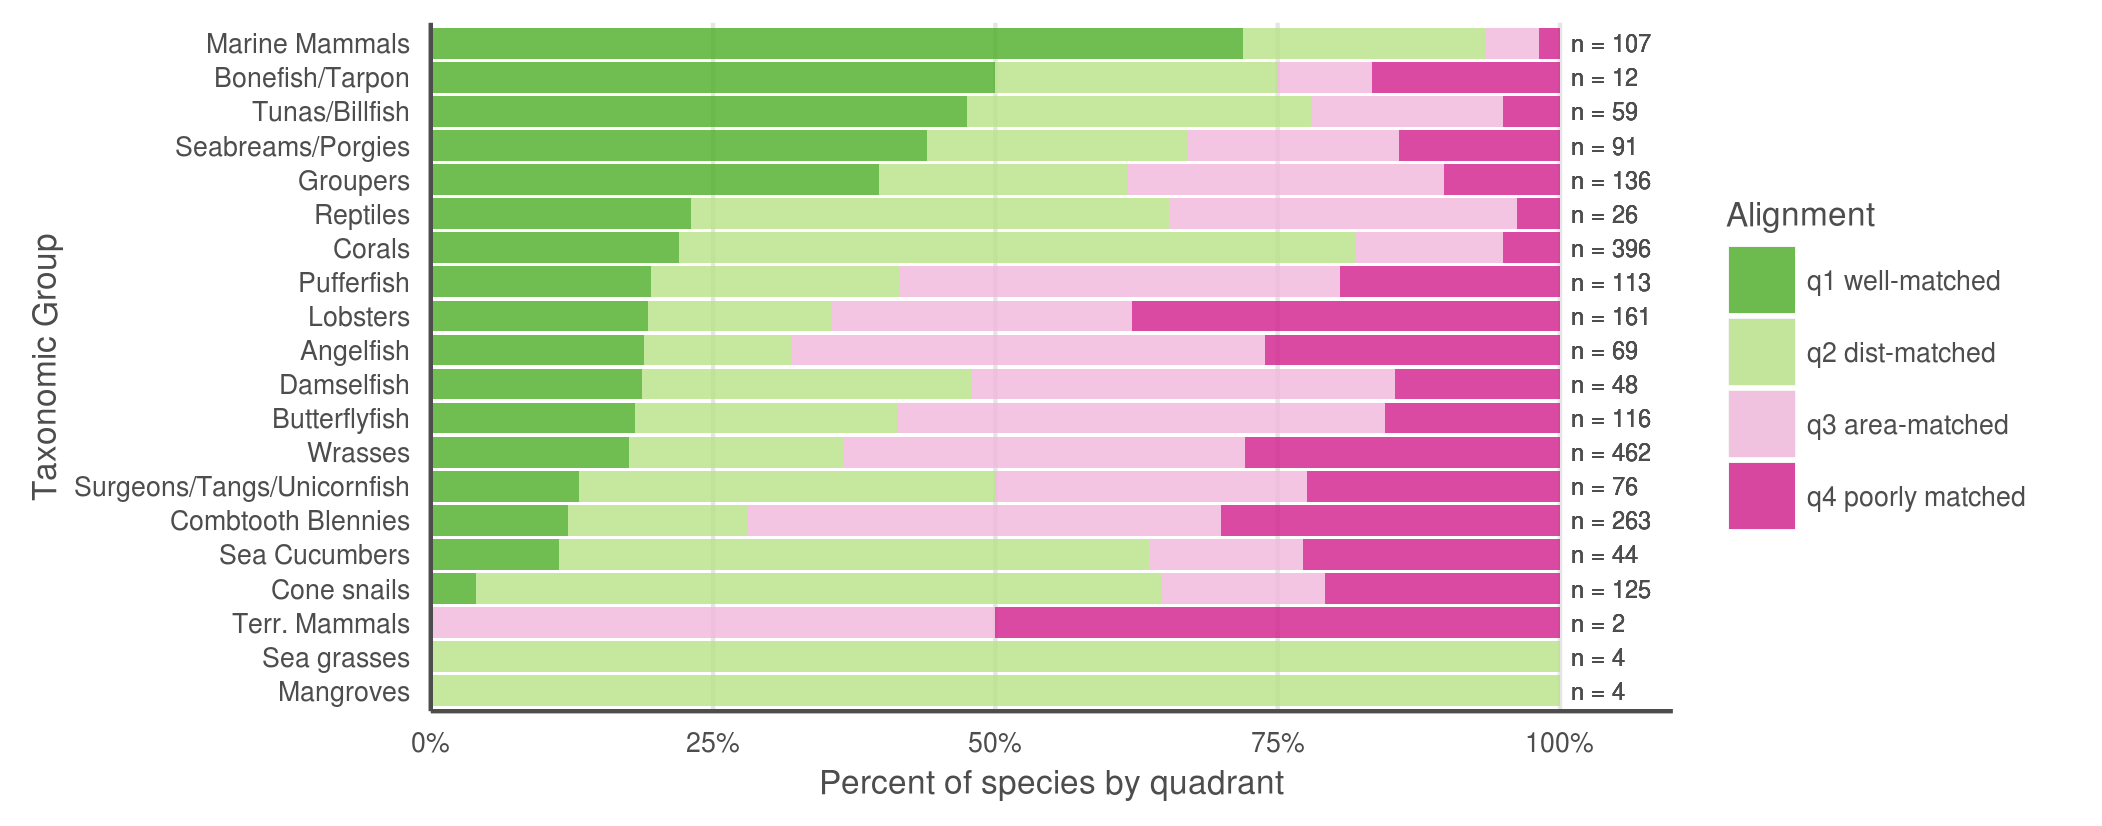 Taxonomic Group
Marine Mammals n = 107
Bonefish/Tarpon n = 12
Tunas/Billfish n = 59
Seabreams/Porgies n = 91
Groupers n = 136
Reptiles n = 26
Corals n = 396
Pufferfish n = 113
Lobsters n = 161
Angelfish n = 69
Damselfish n = 48
Butterflyfish n = 116
Wrasses n = 462
Surgeons/Tangs/Unicornfish n = 76
Combtooth Blennies n = 263
Sea Cucumbers n = 44
Cone snails n = 125
Terr. Mammals n = 2
Sea grasses n = 4
Mangroves n = 4
0% 25% 50% 75% 100%
Percent of species by quadrant
Alignment
q1 well-matched
q2 dist-matched
q3 area-matched
q4 poorly matched